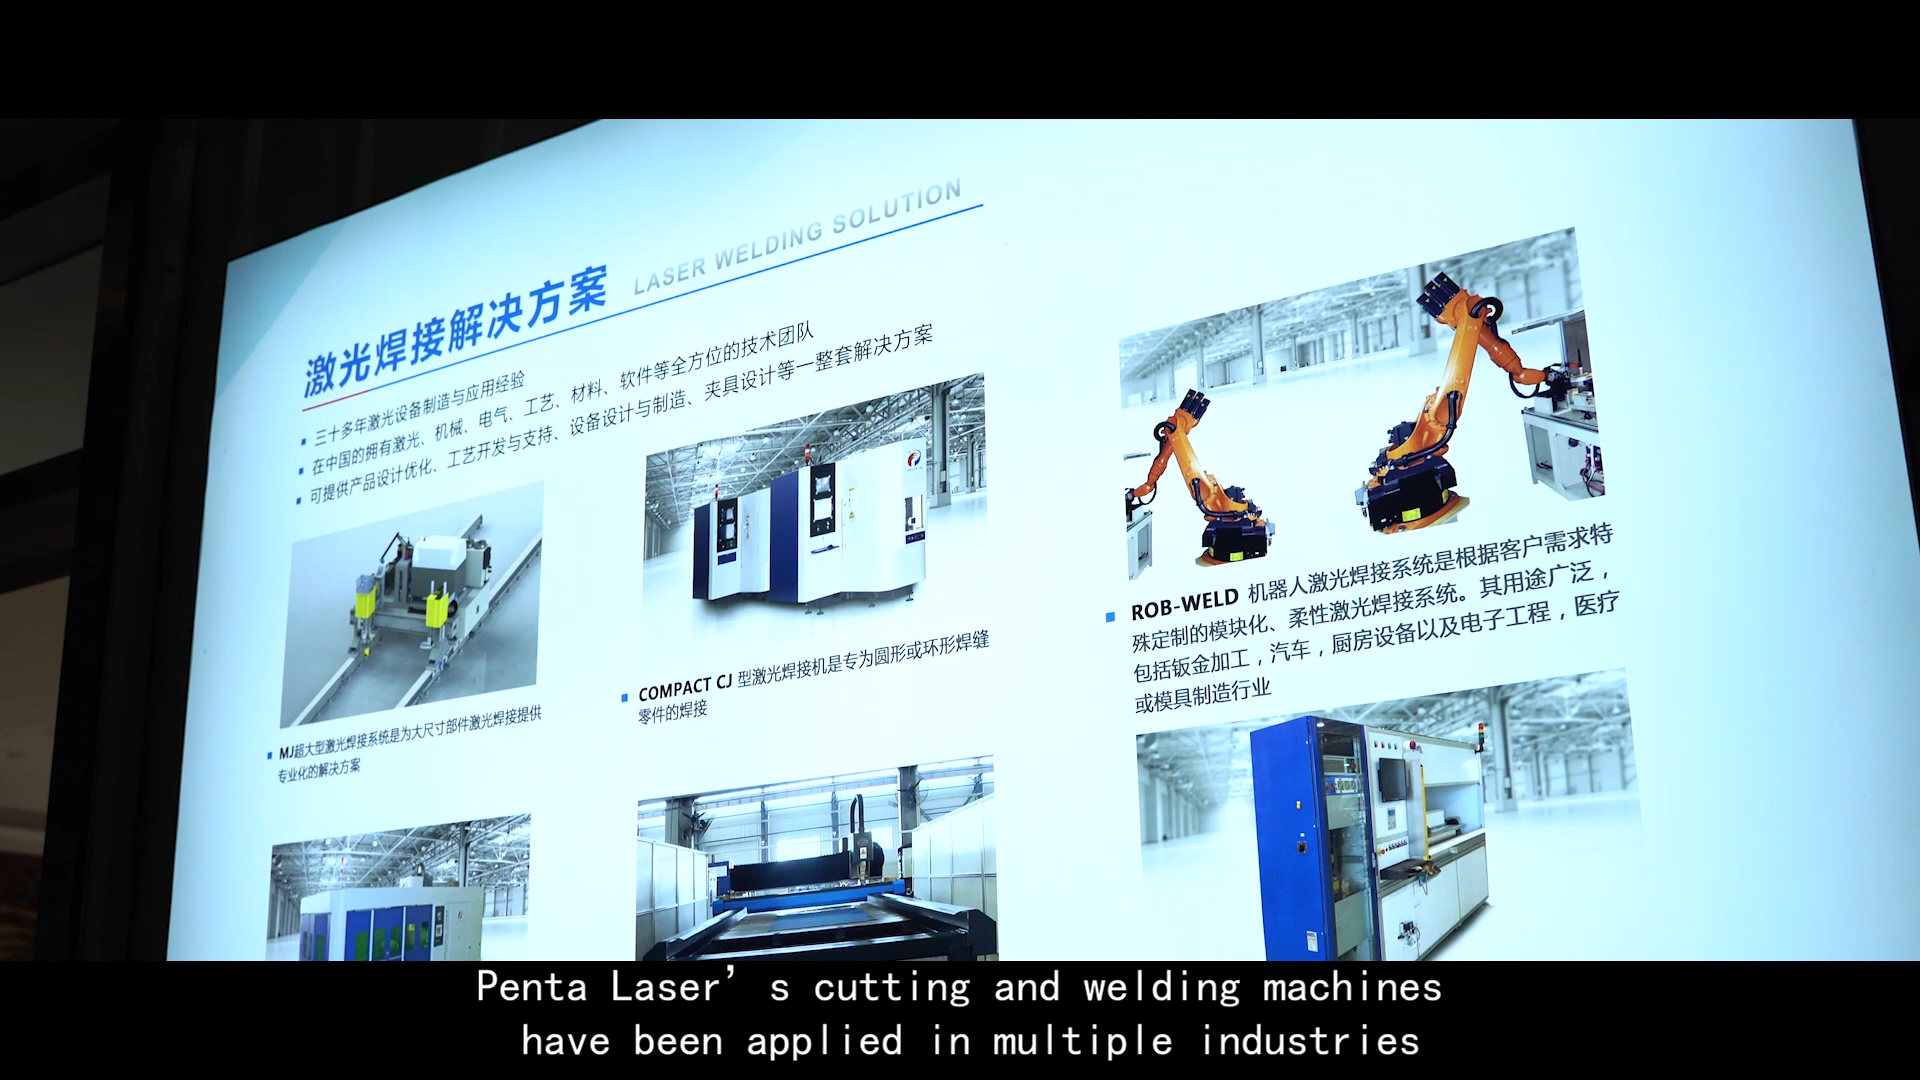 激光焊接解决方案 LASER WELDING SOLUTION
三十多年激光设备制造与应用经验
在中国的拥有激光、机械、电气、工艺、材料、软件等全方位的技术团队
可提供产品设计优化、工艺开发与支持、设备设计与制造、夹具设计等一整套解决方案
MJ超大型激光焊接系统是为大尺寸部件激光焊接提供
专业化的解决方案
COMPACT CJ 型激光焊接机是专为圆形或环形焊缝
零件的焊接
ROB-WELD 机器人激光焊接系统是根据客户需求特
殊定制的模块化、柔性激光焊接系统。其用途广泛，
包括钣金加工，汽车，厨房设备以及电子工程，医疗
或模具制造行业
Penta Laser’s cutting and welding machines
have been applied in multiple industries